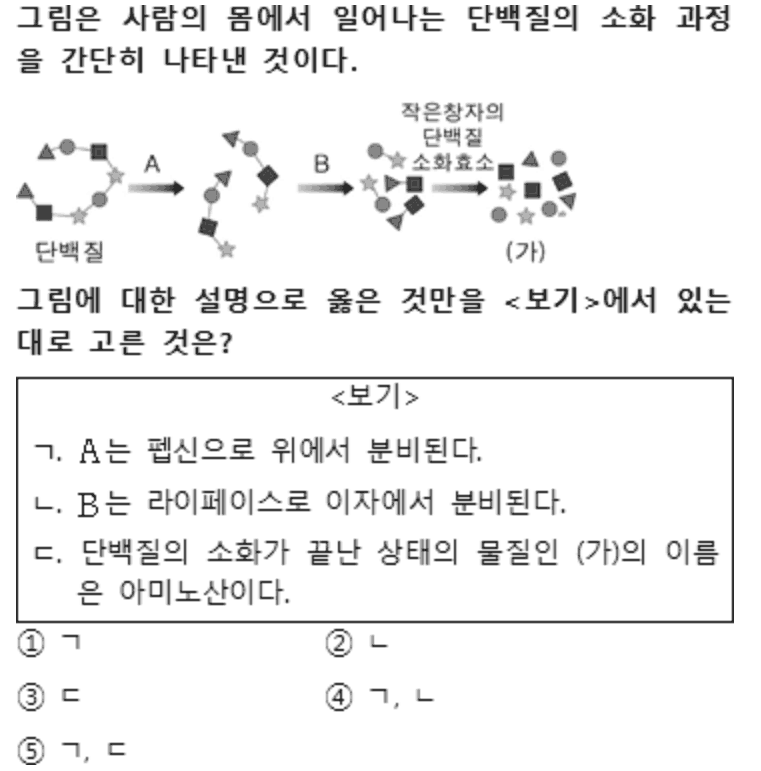 그림은 사람의 몸에서 일어나는 단백질의 소화 과정
을 간단히 나타낸 것이다.
작은창자의
단백질
소화효소
A
B
단백질
(가)
그림에 대한 설명으로 옳은 것만을 <보기>에서 있는
대로 고른 것은?
<보기>
ㄱ. A는 펩신으로 위에서 분비된다.
ㄴ. B는 라이페이스로 이자에서 분비된다.
ㄷ. 단백질의 소화가 끝난 상태의 물질인 (가)의 이름
은 아미노산이다.
① ㄱ ② ㄴ
③ ㄷ ④ ㄱ, ㄴ
⑤ ㄱ, ㄷ